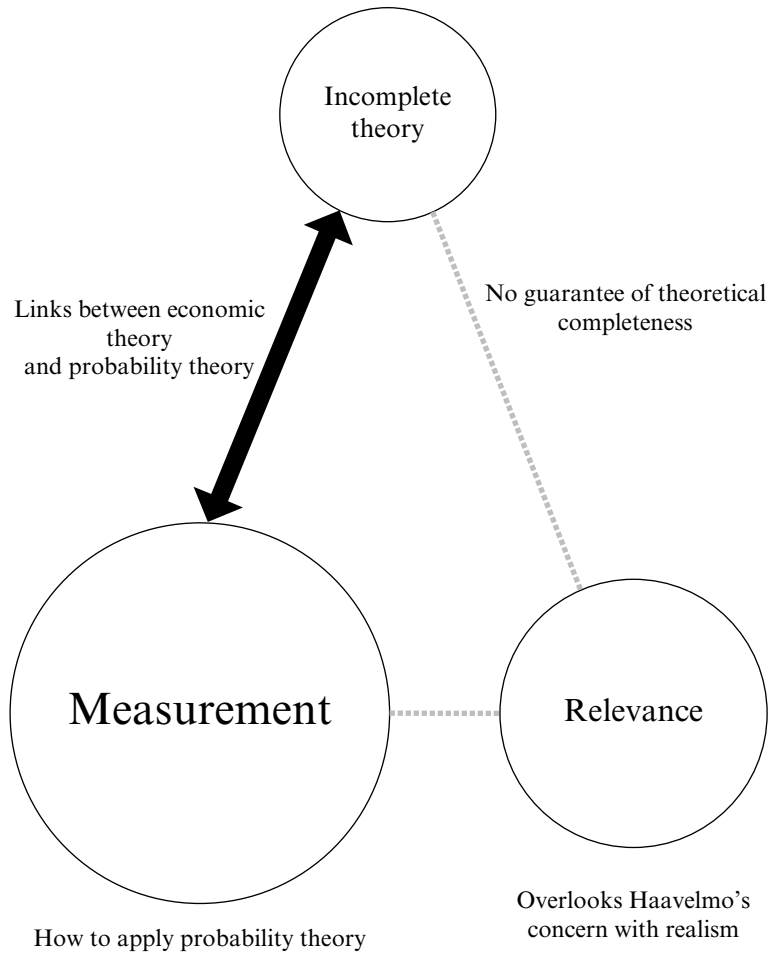 Incomplete
theory
No guarantee of theoretical
completeness
Links between economic
theory
and probability theory
Measurement
Relevance
Overlooks Haavelmo’s
concern with realism
How to apply probability theory